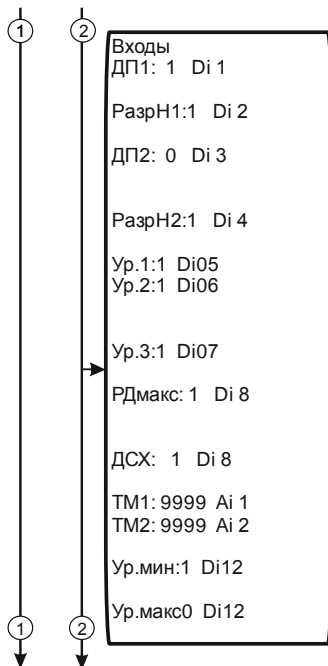 1 2
Входы
ДП1: 1 Di 1
РазрН1:1 Di 2
ДП2: 0 Di 3
РазрН2:1 Di 4
Ур.1:1 Di05
Ур.2:1 Di06
Ур.3:1 Di07
РДмакс: 1 Di 8
ДСХ: 1 Di 8
ТМ1: 9999 Ai 1
ТМ2: 9999 Ai 2
Ур.мин:1 Di12
Ур.макс0 Di12
1 2